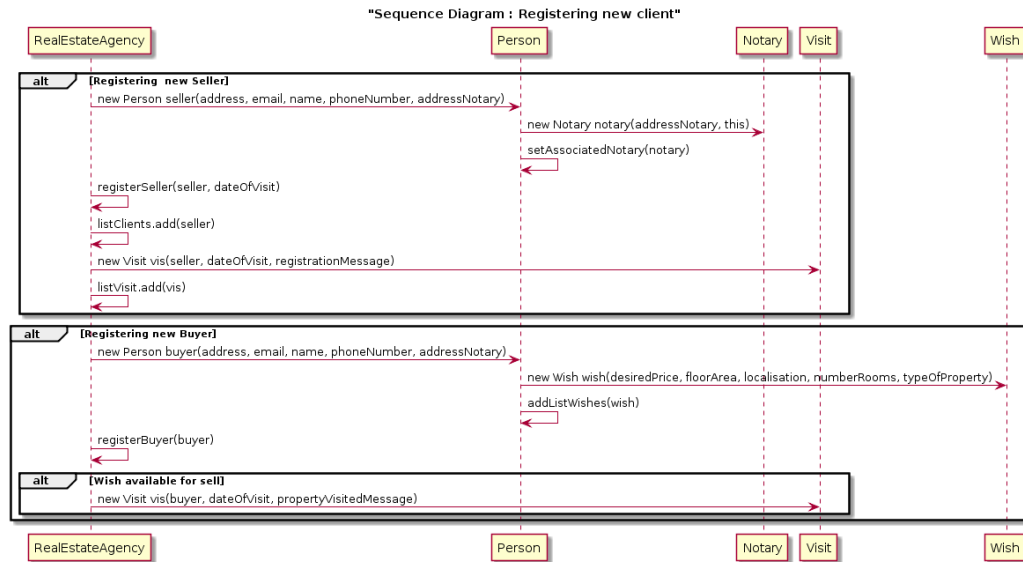 "Sequence Diagram : Registering new client"
RealEstateAgency Person Notary Visit Wish
alt [Registering  new Seller]
new Person seller(address, email, name, phoneNumber, addressNotary)
new Notary notary(addressNotary, this)
setAssociatedNotary(notary)
registerSeller(seller, dateOfVisit)
listClients.add(seller)
new Visit vis(seller, dateOfVisit, registrationMessage)
listVisit.add(vis)
alt [Registering new Buyer]
new Person buyer(address, email, name, phoneNumber, addressNotary)
new Wish wish(desiredPrice, floorArea, localisation, numberRooms, typeOfProperty)
addListWishes(wish)
registerBuyer(buyer)
alt [Wish available for sell]
new Visit vis(buyer, dateOfVisit, propertyVisitedMessage)
RealEstateAgency Person Notary Visit Wish